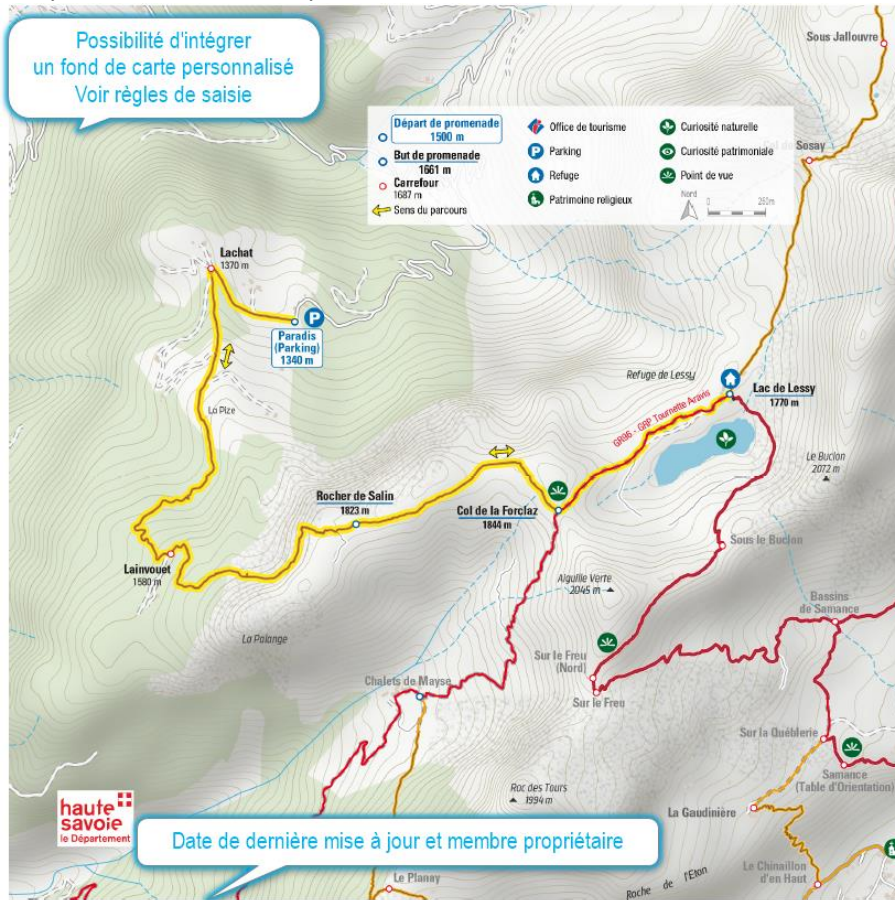 Possibilité d'intégrer
un fond de carte personnalisé
Voir règles de saisie
Sous Jallouvre
Départ de promenade
1500 m
But de promenade
1661 m
Carrefour
1687 m
Sens du parcours
Office de tourisme
Parking
Refuge
Patrimoine religieux
Curiosité naturelle
Curiosité patrimoniale
Point de vue
Nord
0 250m
de Sosay
Lachat
1370 m
P
Paradis
(Parking)
1340 m
La Pize
Refuge de Lessy
GR96 - GRP Tournette Aravis
Lac de Lessy
1770 m
Le Buclon
2072 m
Rocher de Salin
1823 m
Col de la Forclaz
1844 m
Sous le Buclon
Lainvouet
1580 m
Aiguille Verte
2045 m
Bassins
de Samance
La Palange
Sur le Freu
(Nord)
Chalets de Mayse
Sur le Freu
Sur la Québlerie
Samance
(Table d'Orientation)
Roc des Tours
1994 m
La Gaudinière
haute
savoie
le Département
Date de dernière mise à jour et membre propriétaire
Le Planay
Roche de l'Eton
Le Chinaillon
d'en Haut